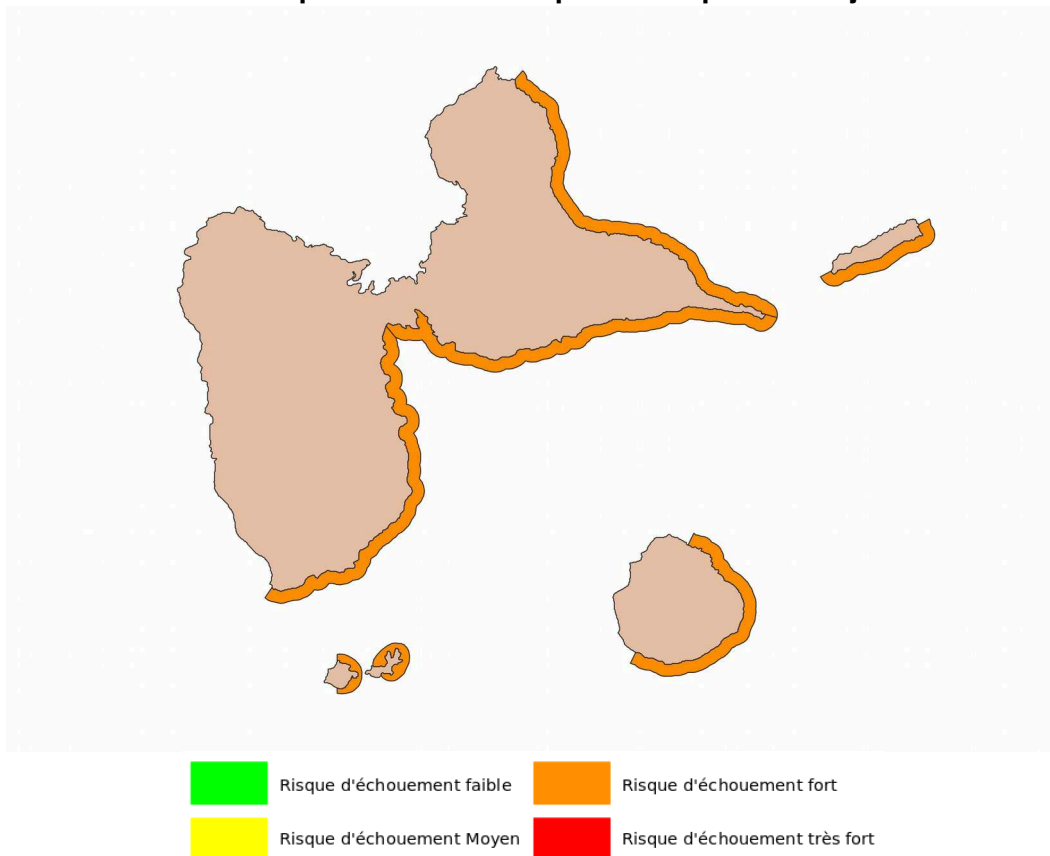 Risque d'échouement faible
Risque d'échouement fort
Risque d'échouement Moyen
Risque d'échouement très fort